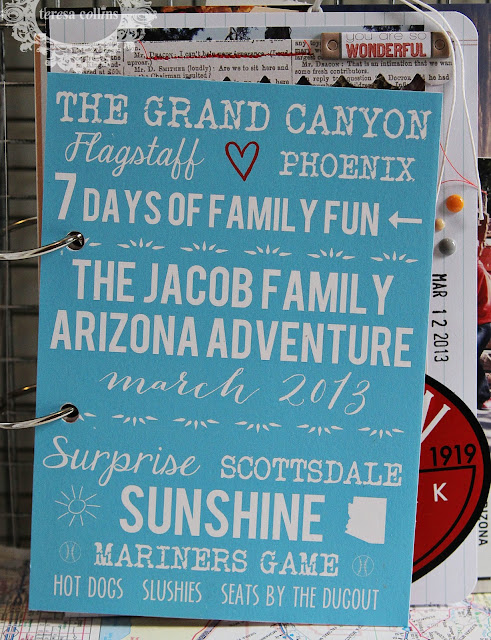 teresa collins
you are so
WONDERFUL
THE GRAND CANYON
Flagstaff PHOENIX
7 DAYS OF FAMILY FUN
THE JACOB FAMILY
ARIZONA ADVENTURE
march 2013
MAR 12 2013
Surprise SCOTTSDALE
SUNSHINE
MARINERS GAME
HOT DOGS SLUSHIES SEATS BY THE DUGOUT
1919
K
ARIZONA